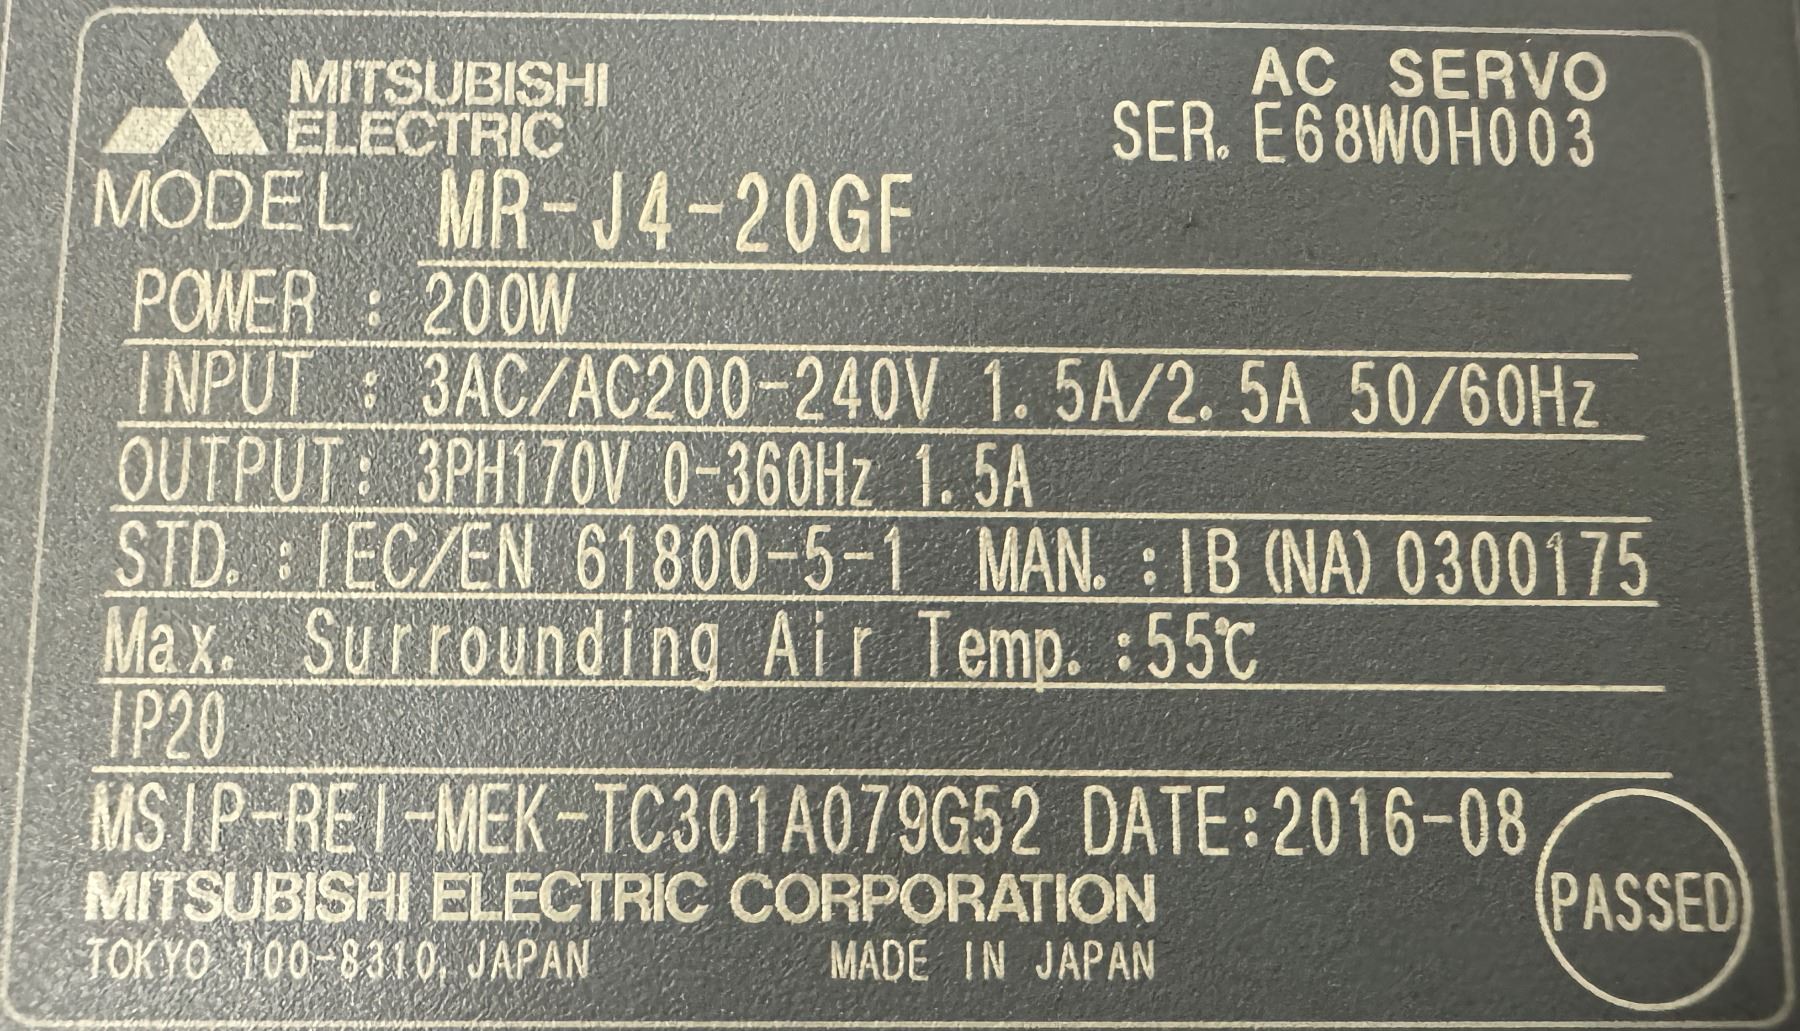 MITSUBISHI
ELECTRIC
AC SERVO
SER. E68W0H003
MODEL MR-J4-20GF
POWER : 200W
INPUT : 3AC/AC200-240V 1.5A/2.5A 50/60Hz
OUTPUT: 3PH170V 0-360Hz 1.5A
STD. : IEC/EN 61800-5-1 MAN. : IB(NA)0300175
Max. Surrounding Air Temp. :55℃
IP20
MSIP-REI-MEK-TC301A079G52 DATE:2016-08
PASSED
MITSUBISHI ELECTRIC CORPORATION
TOKYO 100-8310, JAPAN MADE IN JAPAN